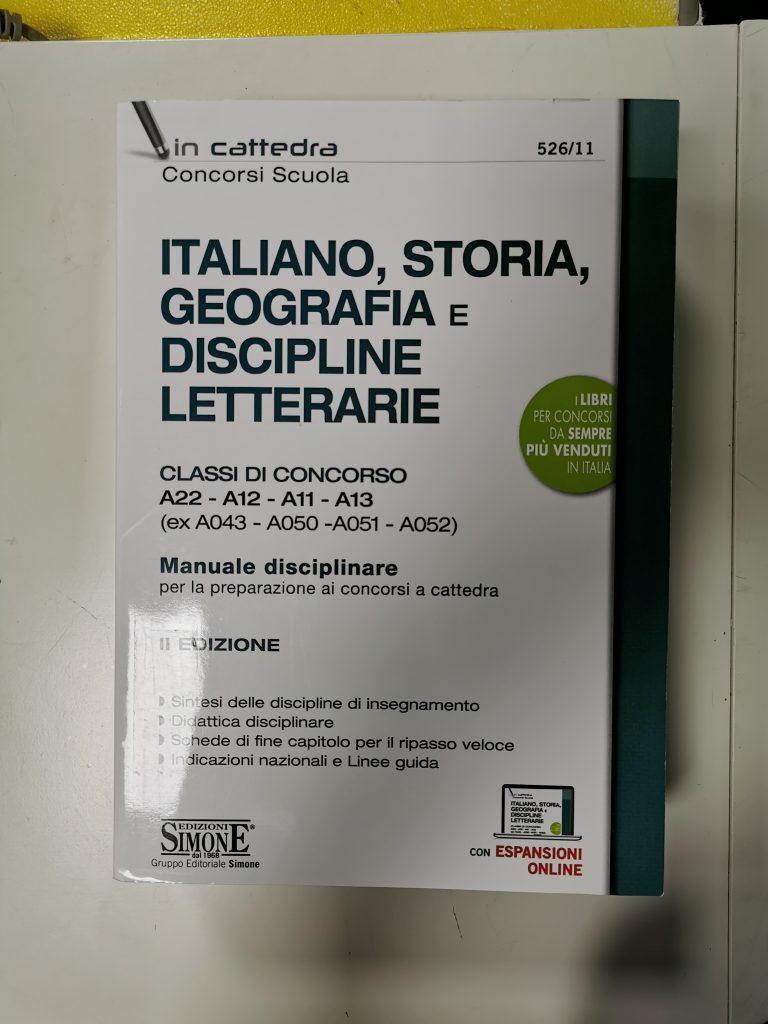 in cattedra
526/11
Concorsi Scuola
ITALIANO, STORIA,
GEOGRAFIA E
DISCIPLINE
LETTERARIE
I LIBRI
PER CONCORSI
DA SEMPRE
PIÙ VENDUTI
IN ITALIA
CLASSI DI CONCORSO
A22 - A12 - A11 - A13
(ex A043 - A050 -A051 - A052)
Manuale disciplinare
per la preparazione ai concorsi a cattedra
II EDIZIONE
Sintesi delle discipline di insegnamento
Didattica disciplinare
Schede di fine capitolo per il ripasso veloce
Indicazioni nazionali e Linee guida
EDIZIONI
SIMONE®
dal 1968
Gruppo Editoriale Simone
in cattedra
Concorsi Scuola
ITALIANO, STORIA,
GEOGRAFIA E
DISCIPLINE
LETTERARIE
CON ESPANSIONI
ONLINE